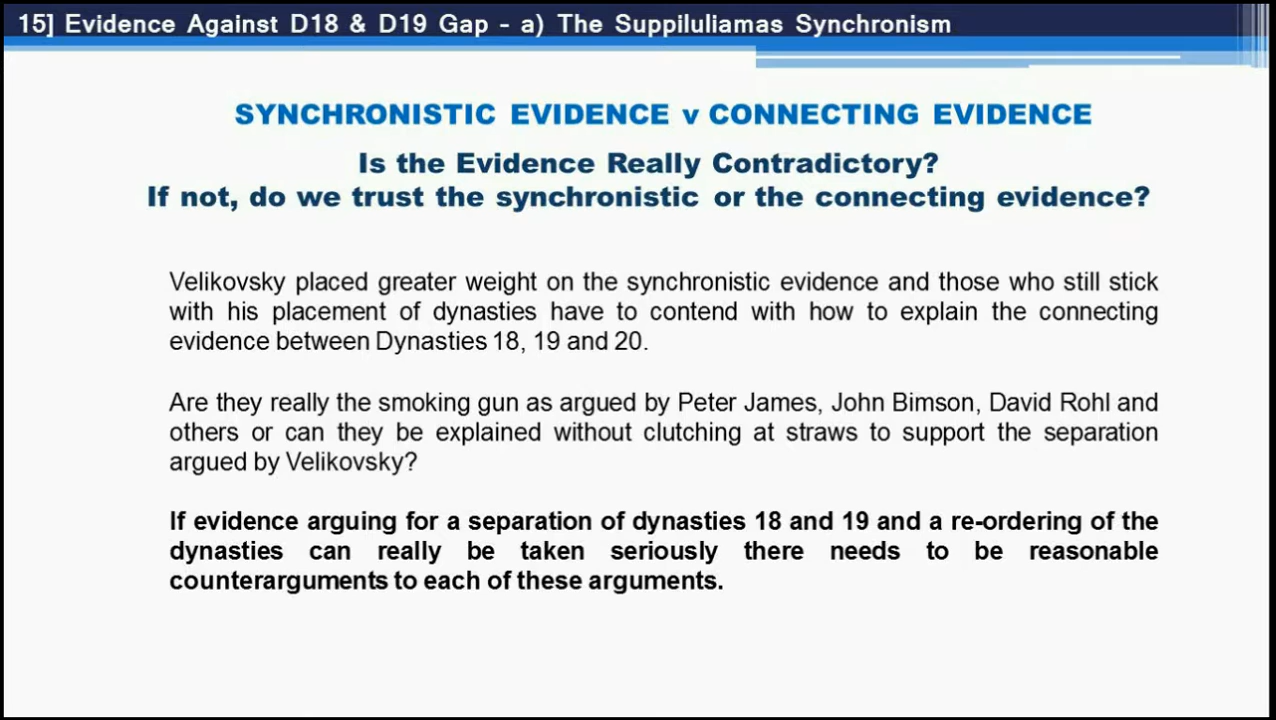 15] Evidence Against D18 & D19 Gap - a) The Suppiluliamas Synchronism
SYNCHRONISTIC EVIDENCE v CONNECTING EVIDENCE
Is the Evidence Really Contradictory?
If not, do we trust the synchronistic or the connecting evidence?
Velikovsky placed greater weight on the synchronistic evidence and those who still stick
with his placement of dynasties have to contend with how to explain the connecting
evidence between Dynasties 18, 19 and 20.
Are they really the smoking gun as argued by Peter James, John Bimson, David Rohl and
others or can they be explained without clutching at straws to support the separation
argued by Velikovsky?
If evidence arguing for a separation of dynasties 18 and 19 and a re-ordering of the
dynasties can really be taken seriously there needs to be reasonable
counterarguments to each of these arguments.